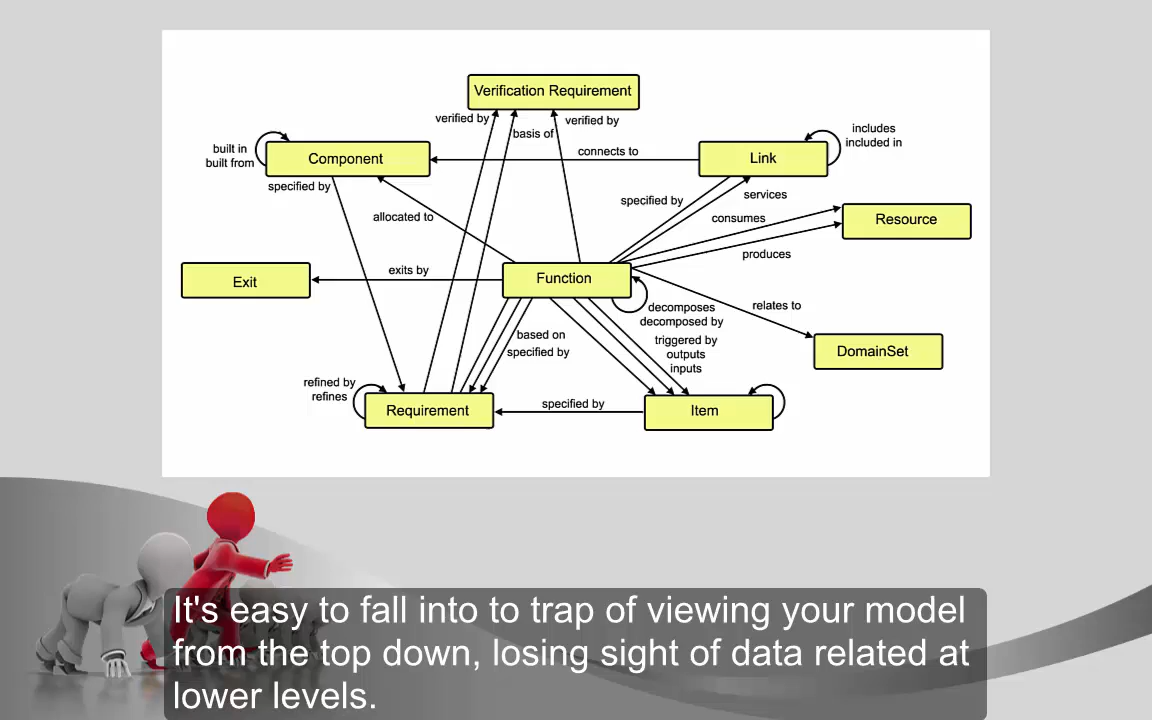 Verification Requirement
verified by
basis of
verified by
built in
built from
Component
connects to
Link
includes
included in
specified by
allocated to
specified by
services
consumes
produces
Resource
Exit
exits by
Function
decomposes
decomposed by
relates to
DomainSet
based on
specified by
triggered by
outputs
inputs
refined by
refines
Requirement
specified by
Item
It's easy to fall into to trap of viewing your model
from the top down, losing sight of data related at
lower levels.